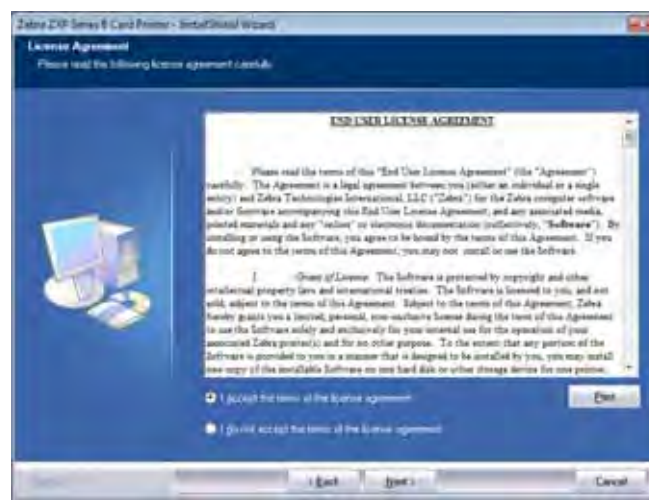 Zebra ZXP Series 8 Card Printer - InstallShield Wizard
License Agreement
Please read the following license agreement carefully.
END USER LICENSE AGREEMENT
Please read the terms of this "End User License Agreement" (the "Agreement")
carefully. The Agreement is a legal agreement between you (either an individual or a single
entity) and Zebra Technologies International, LLC ("Zebra") for the Zebra computer software
and/or firmware accompanying this End User License Agreement, and any associated media,
printed materials and any "online" or electronic documentation (collectively, "Software"). By
installing or using the Software, you agree to be bound by the terms of this Agreement. If you
do not agree to the terms of this Agreement, you may not install or use the Software.
1 Grant of License. The Software is protected by copyright and other
intellectual property laws and international treaties. The Software is licensed to you, and not
sold, subject to the terms of this Agreement. Subject to the terms of this Agreement, Zebra
hereby grants you a limited, personal, non-exclusive license during the term of this Agreement
to use the Software solely and exclusively for your internal use for the operation of your
associated Zebra printer(s) and for no other purpose. To the extent that any portion of the
Software is provided to you in a manner that is designed to be installed by you, you may install
one copy of the installable Software on one hard disk or other storage device for one printer,
I accept the terms of the license agreement
Print
I do not accept the terms of the license agreement
< Back
Next >
Cancel